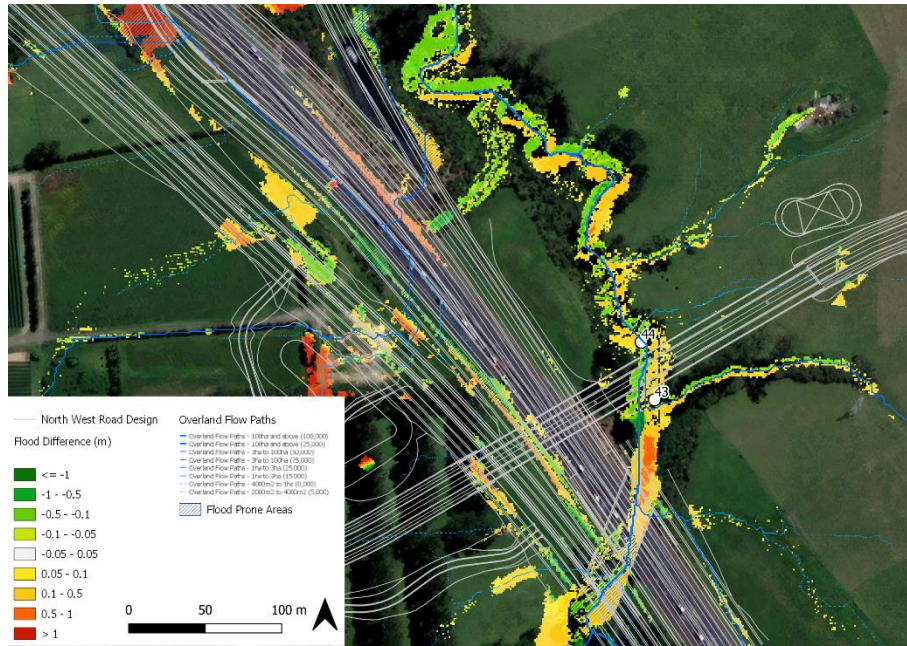 44
43
North West Road Design
Flood Difference (m)
<= -1
-1 - -0.5
-0.5 - -0.1
-0.1 - -0.05
-0.05 - 0.05
0.05 - 0.1
0.1 - 0.5
0.5 - 1
> 1
Overland Flow Paths
Overland Flow Paths - 100ha and above (100,000)
Overland Flow Paths - 100ha and above (25,000)
Overland Flow Paths - 3ha to 100ha (50,000)
Overland Flow Paths - 3ha to 100ha (25,000)
Overland Flow Paths - 1ha to 3ha (25 000)
Overland Flow Paths - 1ha to 3ha (15 000)
Overland Flow Paths - 4000m2 to 1ha (8,000)
Overland Flow Paths - 2000m2 to 4000m2 (5,000)
Flood Prone Areas
0 50 100 m